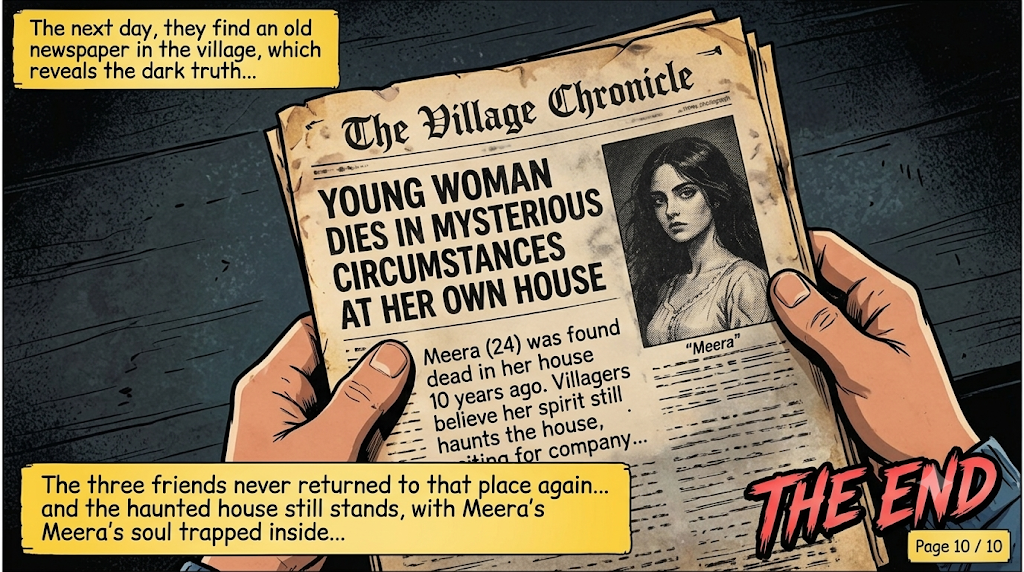 The next day, they find an old
newspaper in the village, which
reveals the dark truth...
The Village Chronicle
YOUNG WOMAN
DIES IN MYSTERIOUS
CIRCUMSTANCES
AT HER OWN HOUSE
"Meera"
Meera (24) was found
dead in her house
10 years ago. Villagers
believe her spirit still
haunts the house,
for company...
The three friends never returned to that place again...
and the haunted house still stands, with Meera's
Meera's soul trapped inside...
THE END
Page 10 / 10